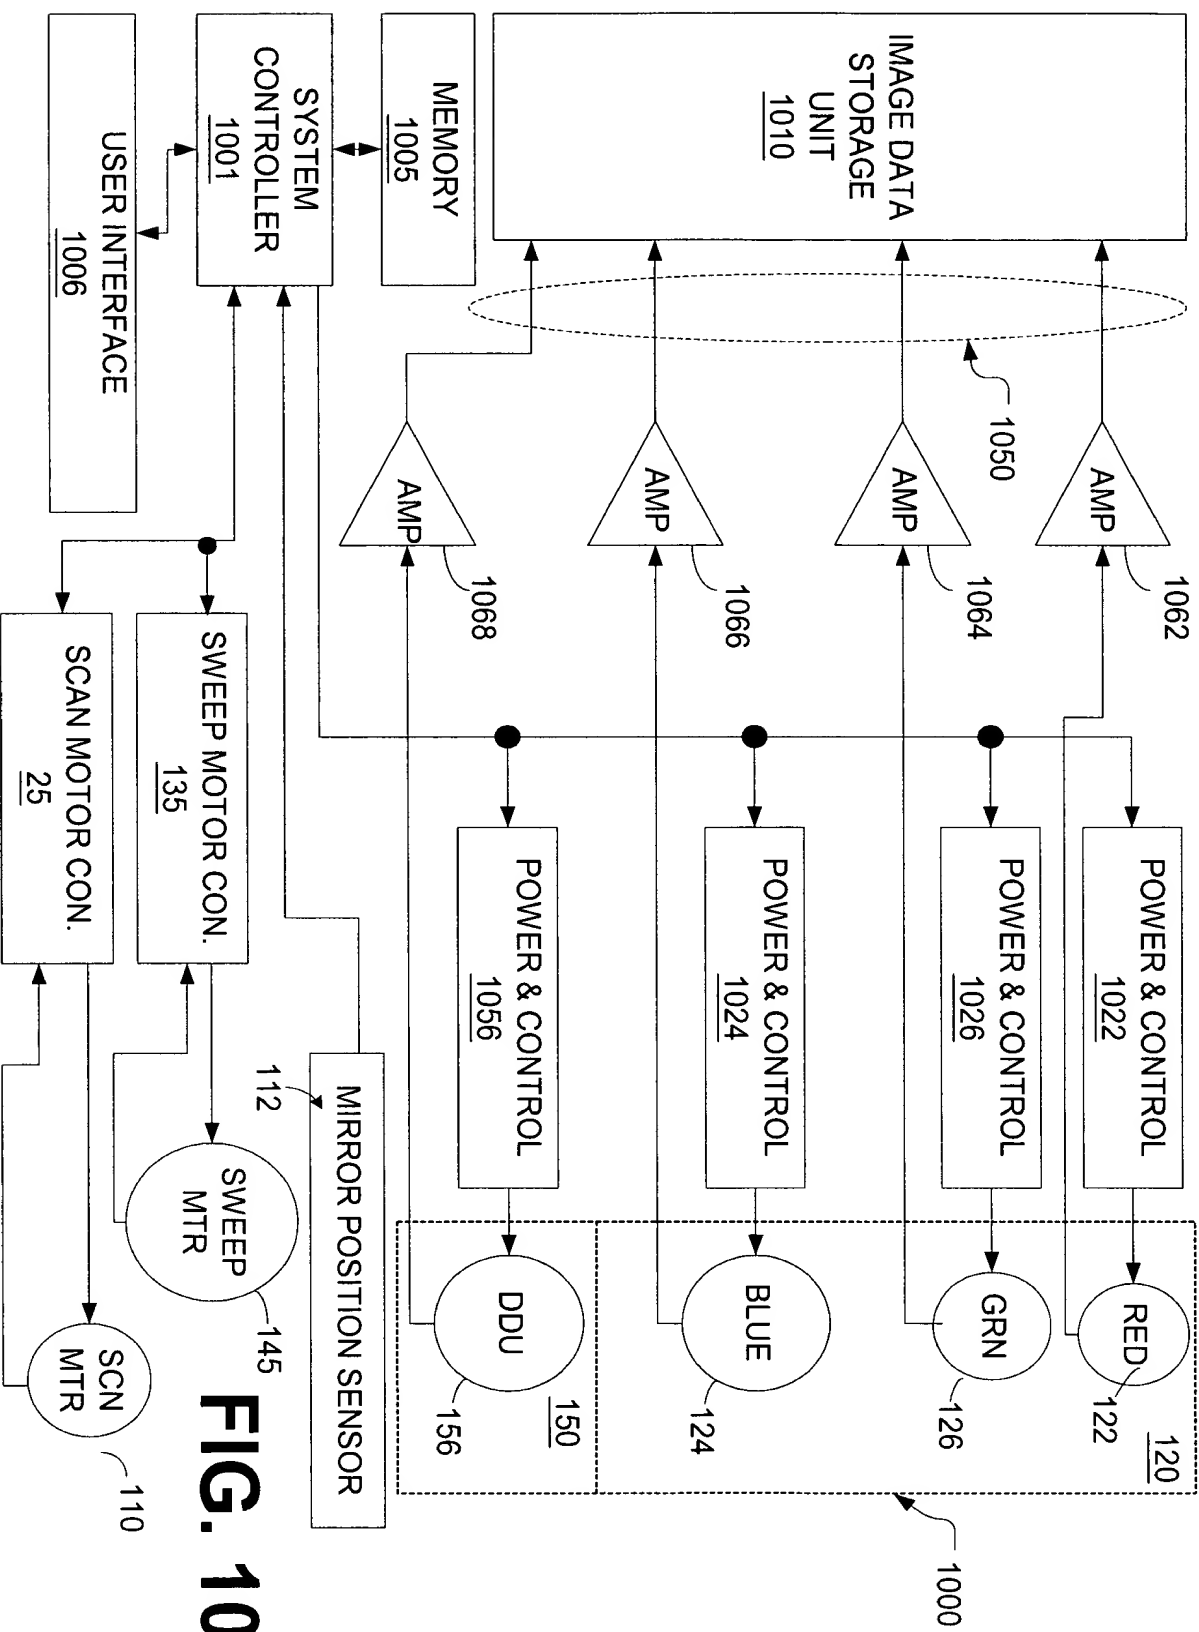 IMAGE DATA
STORAGE
UNIT
1010
MEMORY
1005
SYSTEM
CONTROLLER
1001
USER INTERFACE
1006
1050
AMP
1062
AMP
1064
AMP
1066
AMP
1068
POWER & CONTROL
1022
POWER & CONTROL
1026
POWER & CONTROL
1024
POWER & CONTROL
1056
SWEEP MOTOR CON.
135
SCAN MOTOR CON.
25
RED
122
120
GRN
126
BLUE
124
DDU
156
150
1000
MIRROR POSITION SENSOR
112
SWEEP
MTR
145
SCN
MTR
110
FIG. 10